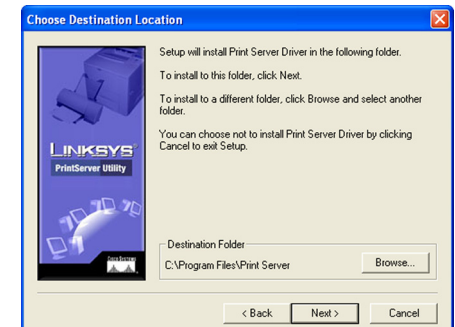 Choose Destination Location
Setup will install Print Server Driver in the following folder.
To install to this folder, click Next.
To install to a different folder, click Browse and select another
folder.
You can choose not to install Print Server Driver by clicking
Cancel to exit Setup.
LINKSYS
PrintServer Utility
Cisco Systems
Destination Folder
C:\Program Files\Print Server
Browse...
< Back
Next >
Cancel